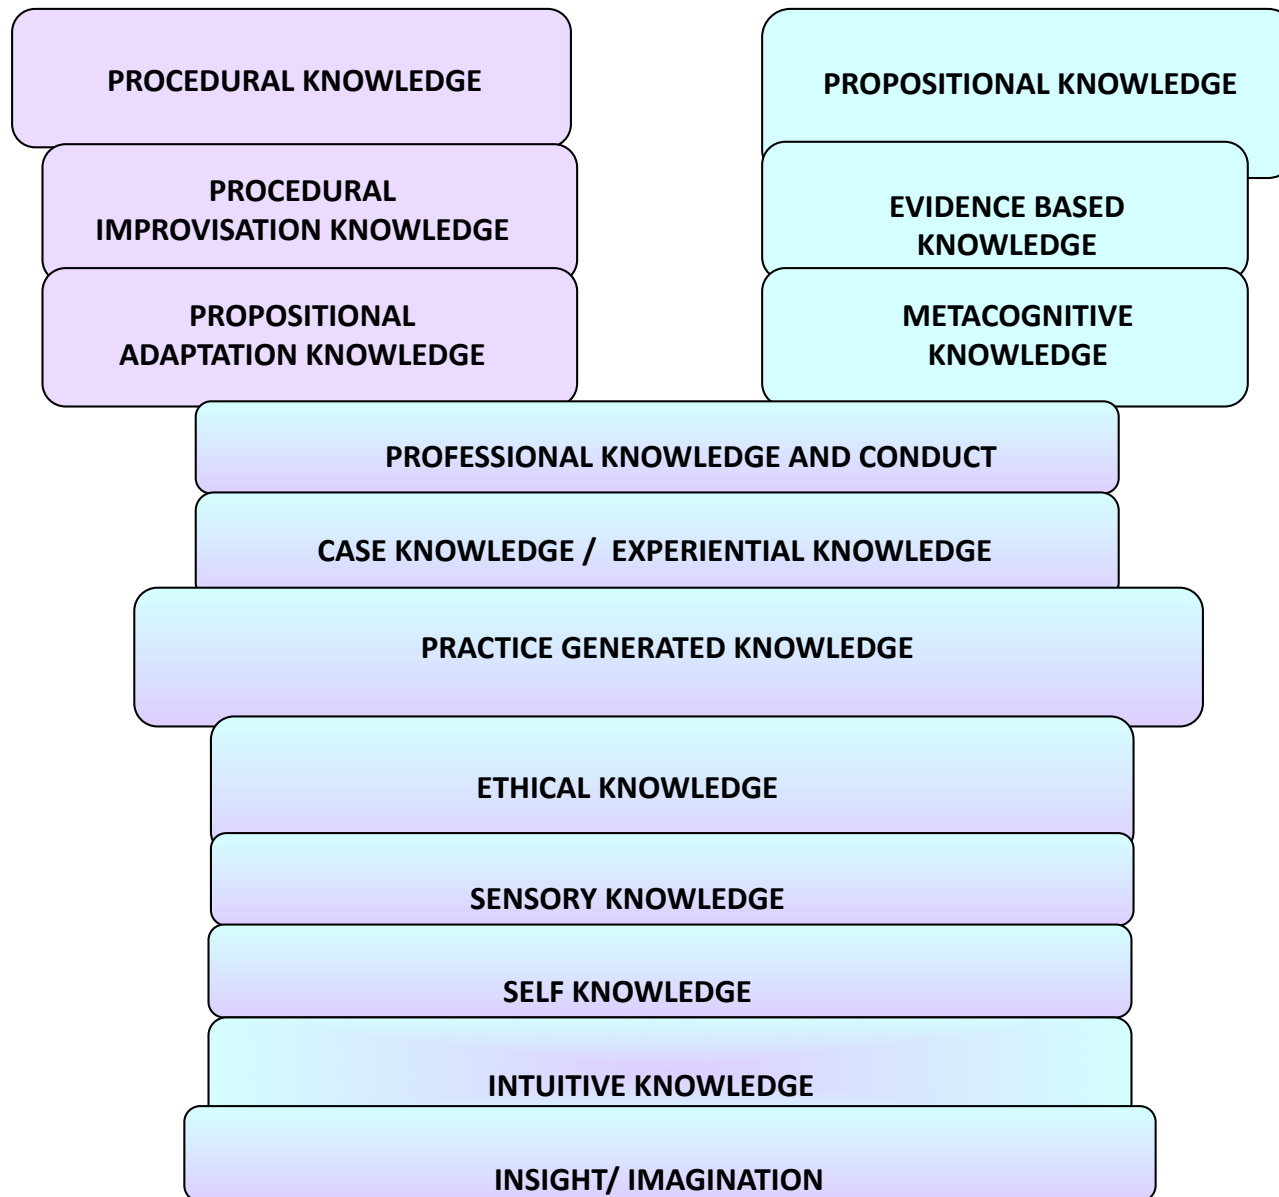 PROCEDURAL KNOWLEDGE
PROCEDURAL
IMPROVISATION KNOWLEDGE
PROPOSITIONAL
ADAPTATION KNOWLEDGE
PROPOSITIONAL KNOWLEDGE
EVIDENCE BASED
KNOWLEDGE
METACOGNITIVE
KNOWLEDGE
PROFESSIONAL KNOWLEDGE AND CONDUCT
CASE KNOWLEDGE / EXPERIENTIAL KNOWLEDGE
PRACTICE GENERATED KNOWLEDGE
ETHICAL KNOWLEDGE
SENSORY KNOWLEDGE
SELF KNOWLEDGE
INTUITIVE KNOWLEDGE
INSIGHT/ IMAGINATION